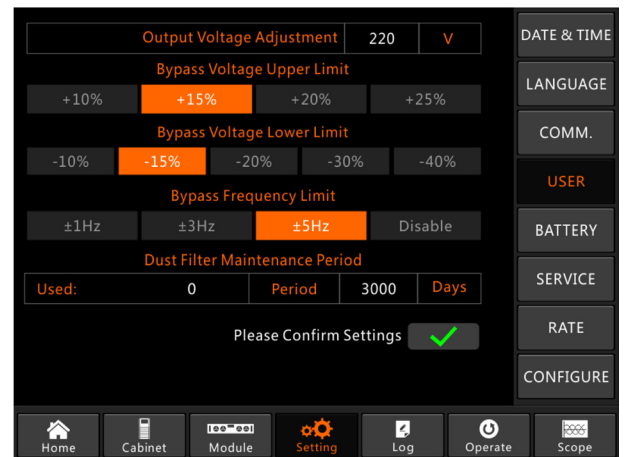 Output Voltage Adjustment 220 V
Bypass Voltage Upper Limit
+10% +15% +20% +25%
Bypass Voltage Lower Limit
-10% -15% -20% -30% -40%
Bypass Frequency Limit
±1Hz ±3Hz ±5Hz Disable
Dust Filter Maintenance Period
Used: 0 Period 3000 Days
Please Confirm Settings
DATE & TIME
LANGUAGE
COMM.
USER
BATTERY
SERVICE
RATE
CONFIGURE
Home Cabinet Module Setting Log Operate Scope